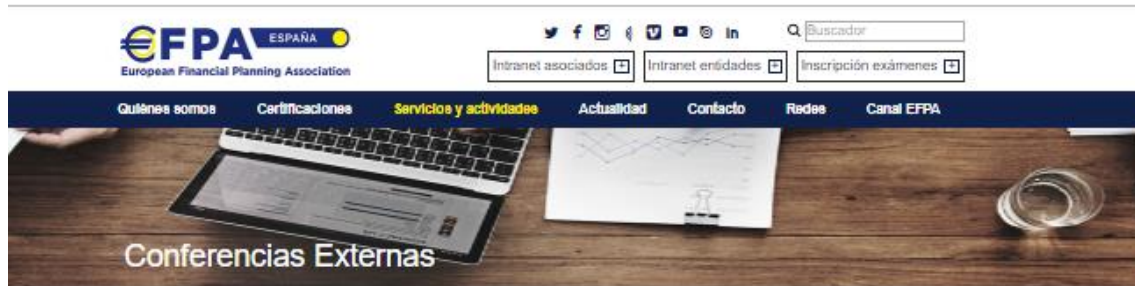 €FPA ESPAÑA
European Financial Planning Association
Buscador
Intranet asociados +
Intranet entidades +
Inscripción exámenes +
Quiénes somos Certificaciones Servicios y actividades Actualidad Contacto Redes Canal EFPA
Conferencias Externas